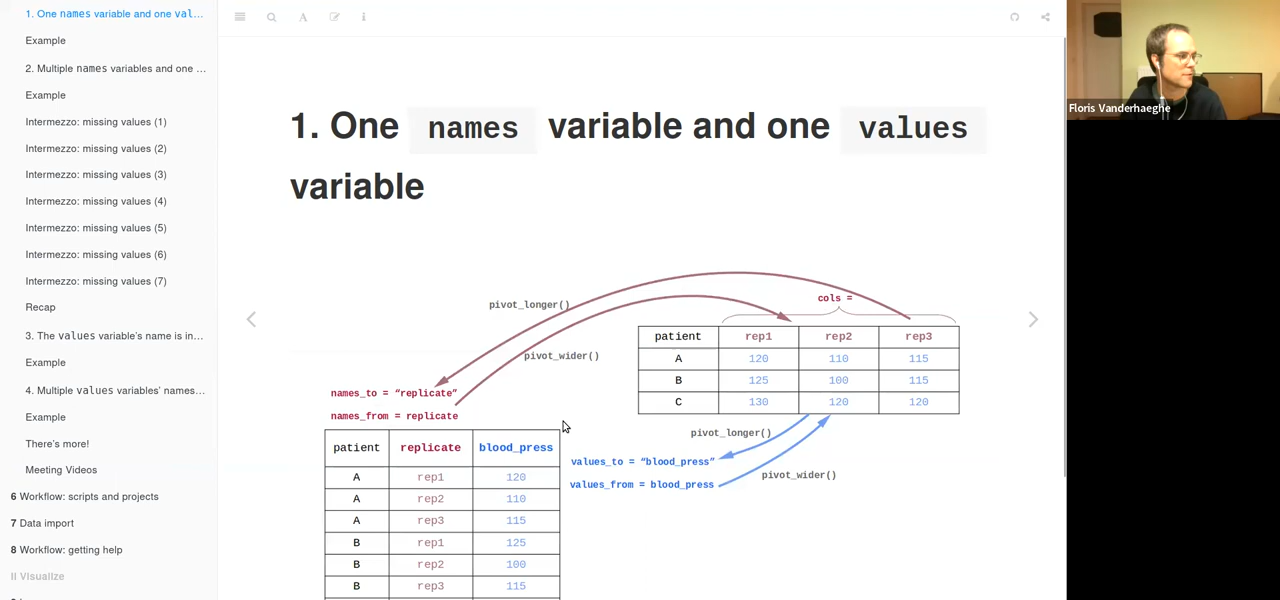 1. One names variable and one val...
Example
2. Multiple names variables and one ...
Example
Intermezzo: missing values (1)
Intermezzo: missing values (2)
Intermezzo: missing values (3)
Intermezzo: missing values (4)
Intermezzo: missing values (5)
Intermezzo: missing values (6)
Intermezzo: missing values (7)
Recap
3. The values variable's name is in...
Example
4. Multiple values variables' names...
Example
There's more!
Meeting Videos
6 Workflow: scripts and projects
7 Data import
8 Workflow: getting help
II Visualize
1. One names variable and one values
variable
pivot_longer()
pivot_wider()
cols =
patient rep1 rep2 rep3
A 120 110 115
B 125 100 115
C 130 120 120
names_to = “replicate”
names_from = replicate
pivot_longer()
values_to = “blood_press”
values_from = blood_press
pivot_wider()
patient replicate blood_press
A rep1 120
A rep2 110
A rep3 115
B rep1 125
B rep2 100
B rep3 115
Floris Vanderhaeghe